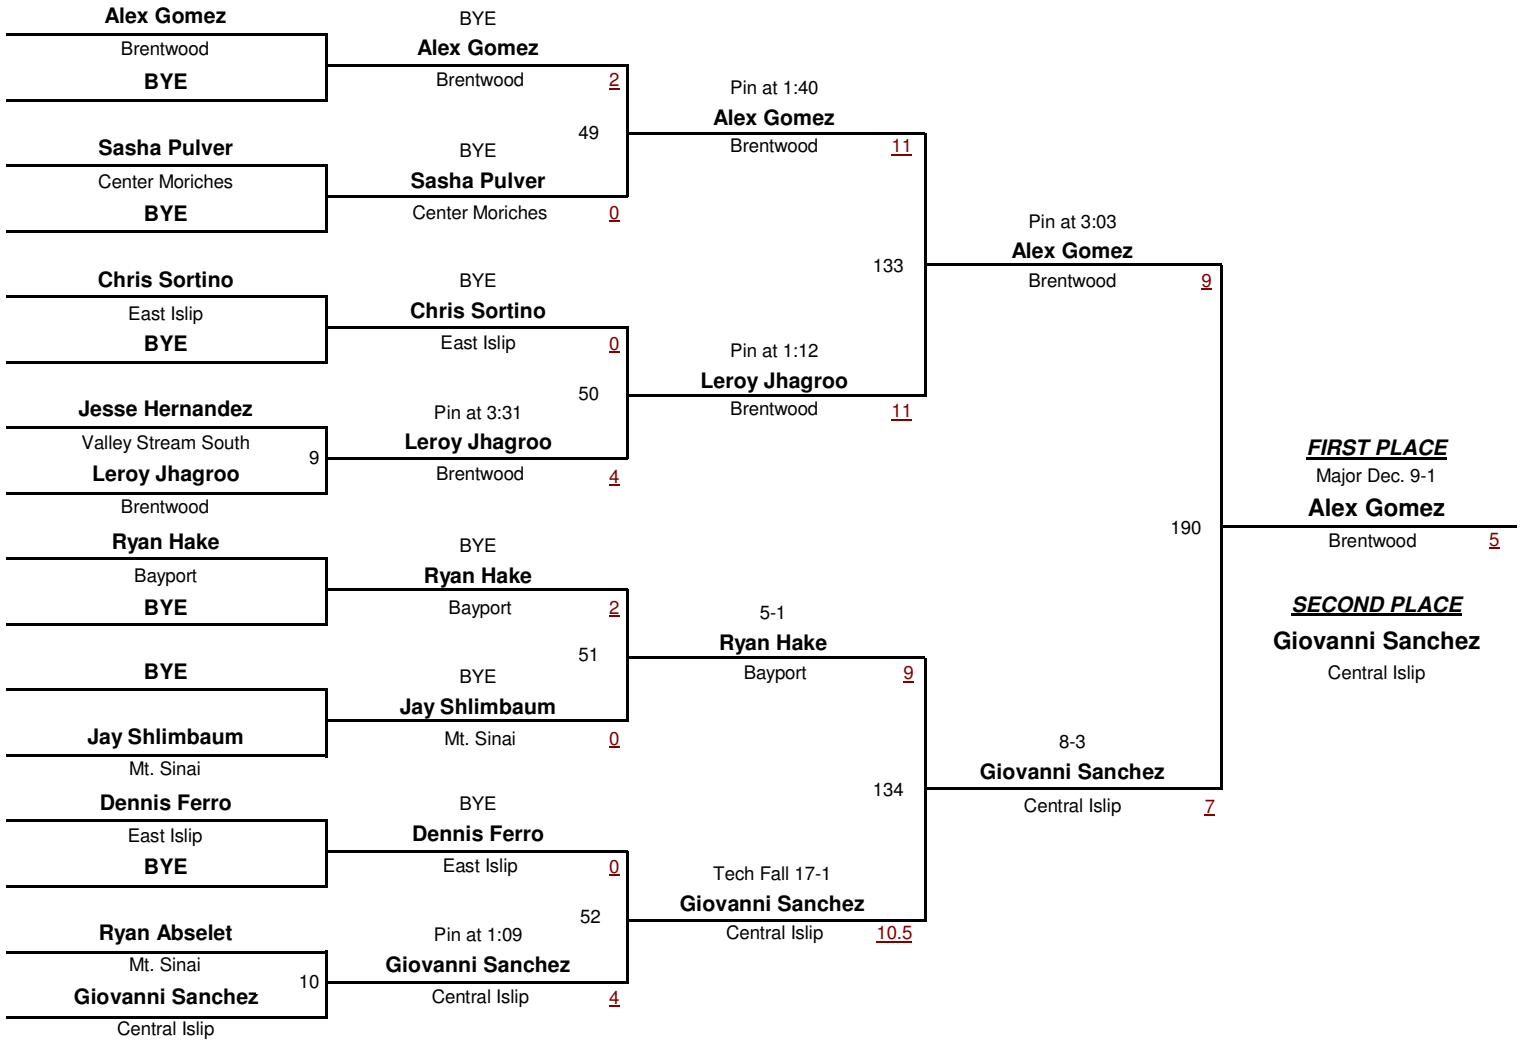 Alex Gomez
Brentwood
BYE
Sasha Pulver
Center Moriches
BYE
Chris Sortino
East Islip
BYE
Jesse Hernandez
Valley Stream South
9
Leroy Jhagroo
Brentwood
Ryan Hake
Bayport
BYE
BYE
Jay Shlimbaum
Mt. Sinai
Dennis Ferro
East Islip
BYE
Ryan Abselet
Mt. Sinai
10
Giovanni Sanchez
Central Islip
BYE
Alex Gomez
Brentwood 2
49
BYE
Sasha Pulver
Center Moriches 0
BYE
Chris Sortino
East Islip 0
50
Pin at 3:31
Leroy Jhagroo
Brentwood 4
BYE
Ryan Hake
Bayport 2
51
BYE
Jay Shlimbaum
Mt. Sinai 0
BYE
Dennis Ferro
East Islip 0
52
Pin at 1:09
Giovanni Sanchez
Central Islip 4
Pin at 1:40
Alex Gomez
Brentwood 11
133
Pin at 1:12
Leroy Jhagroo
Brentwood 11
5-1
Ryan Hake
Bayport 9
134
Tech Fall 17-1
Giovanni Sanchez
Central Islip 10.5
Pin at 3:03
Alex Gomez
Brentwood 9
190
8-3
Giovanni Sanchez
Central Islip 7
FIRST PLACE
Major Dec. 9-1
Alex Gomez
Brentwood 5
SECOND PLACE
Giovanni Sanchez
Central Islip